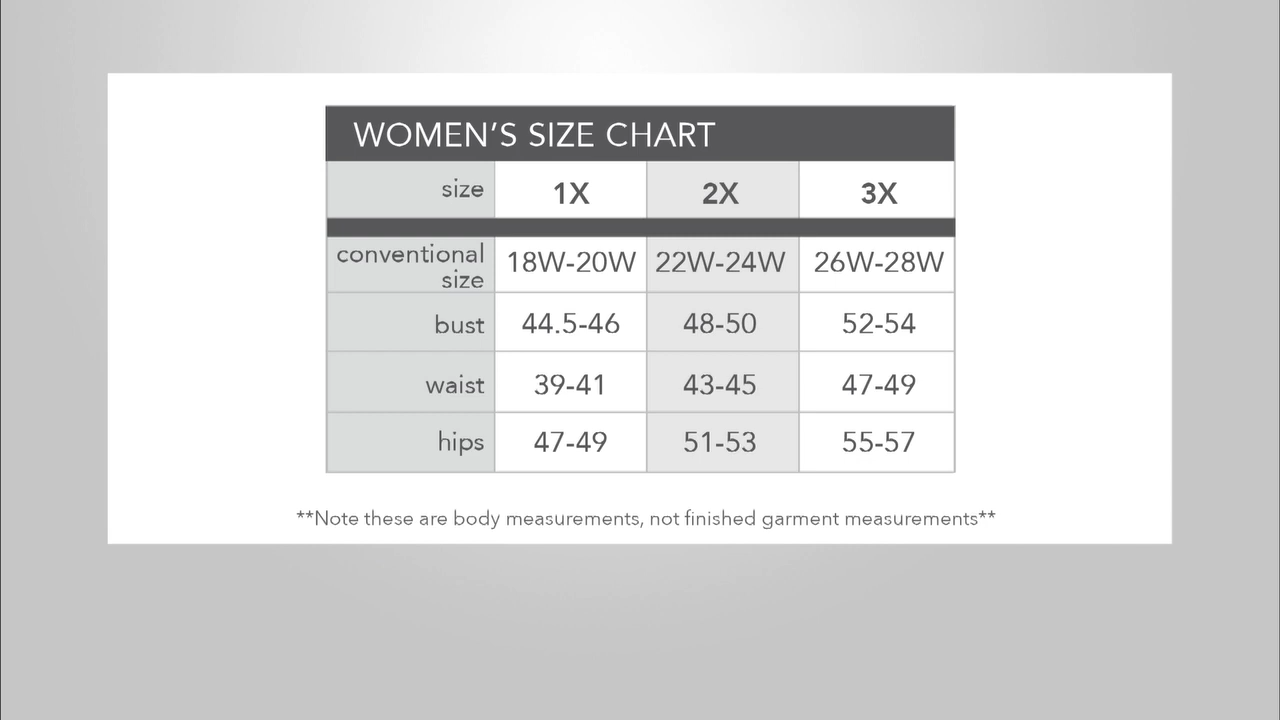 WOMEN'S SIZE CHART
size 1X 2X 3X
conventional size 18W-20W 22W-24W 26W-28W
bust 44.5-46 48-50 52-54
waist 39-41 43-45 47-49
hips 47-49 51-53 55-57
**Note these are body measurements, not finished garment measurements**